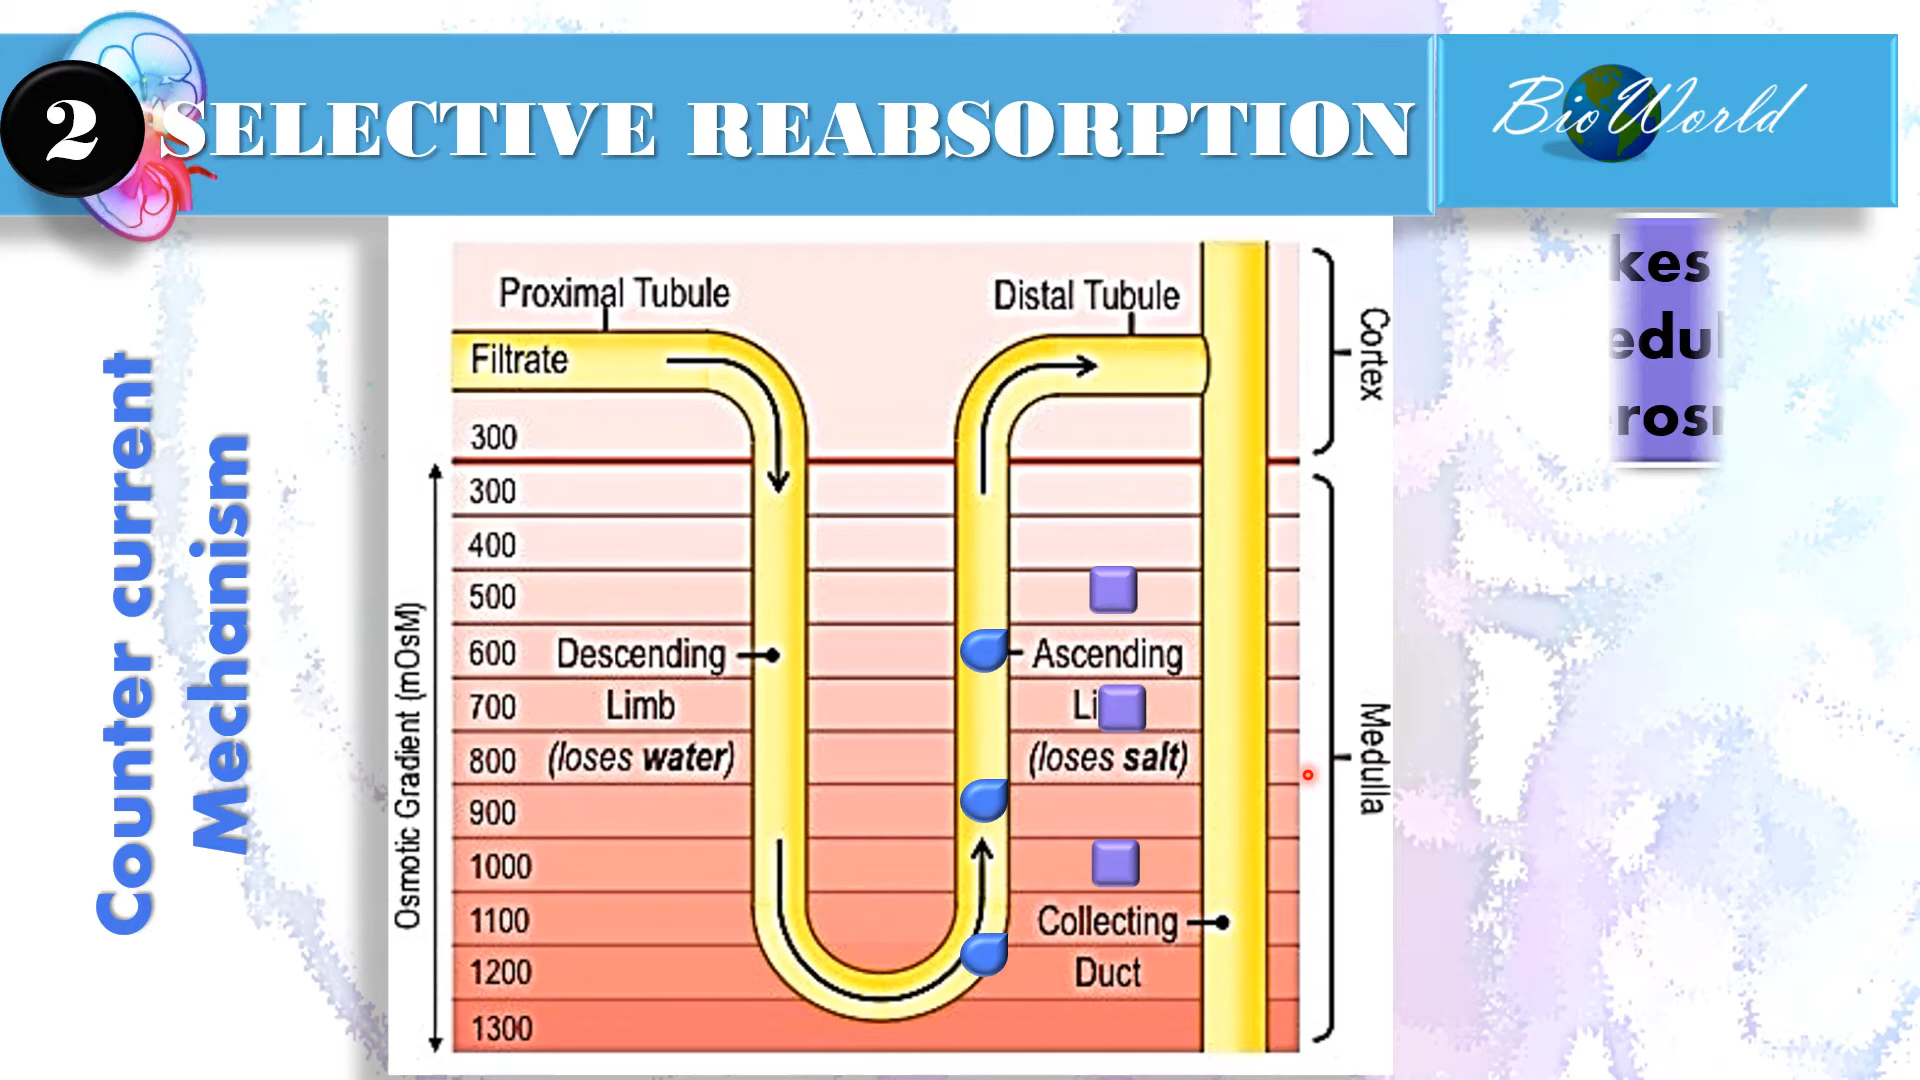 2 SELECTIVE REABSORPTION
BioWorld
Counter current
Mechanism
kes
edul
Proximal Tubule
Distal Tubule
Filtrate
Cortex
300
300
400
500
600
700
800
900
1000
1100
1200
1300
Osmotic Gradient (mOsM)
Descending
Limb
(loses water)
Ascending
Li
(loses salt)
Collecting
Duct
Medulla